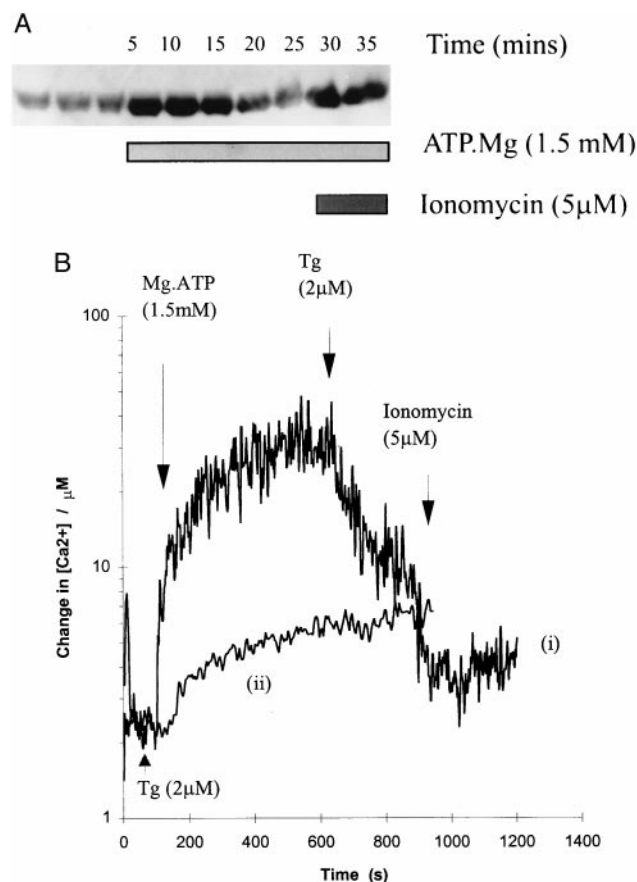 A
5 10 15 20 25 30 35 Time (mins)
ATP.Mg (1.5 mM)
Ionomycin (5μM)
B
Mg.ATP
(1.5mM)
Tg
(2μM)
Ionomycin
(5μM)
100
10
1
Change in [Ca2+] / μM
(i)
(ii)
Tg (2μM)
0 200 400 600 800 1000 1200 1400
Time (s)